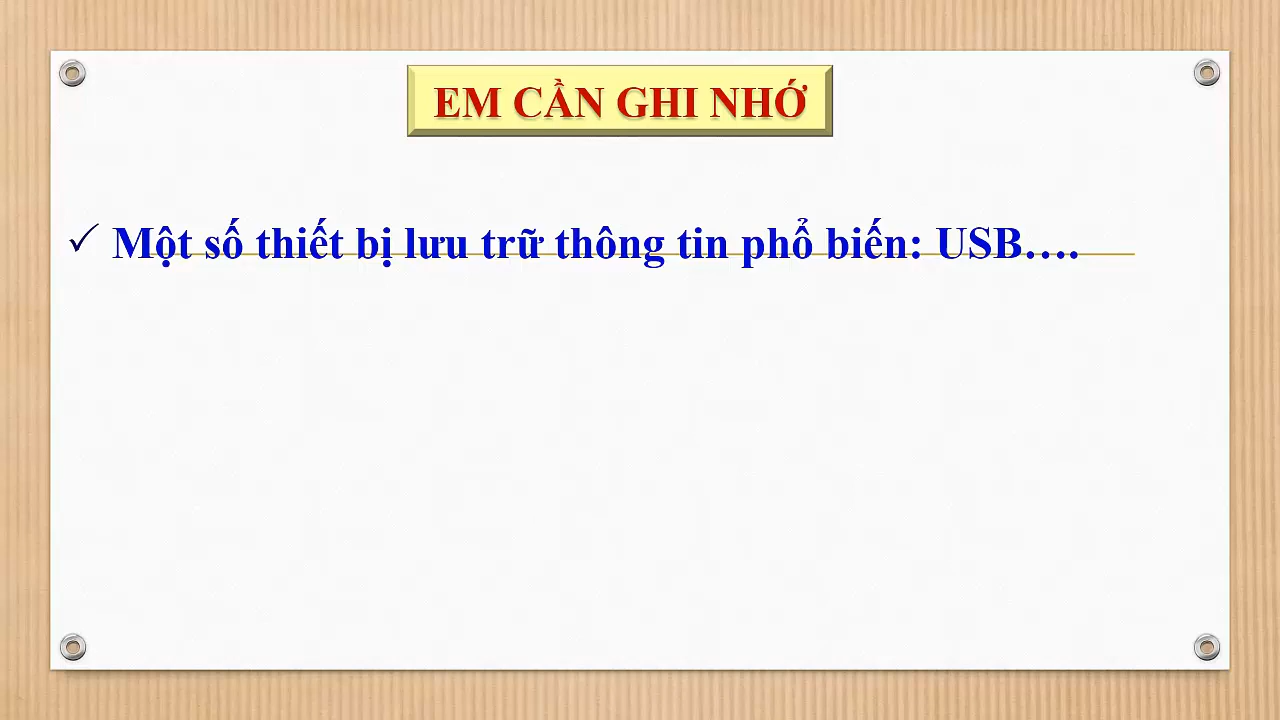 EM CẦN GHI NHỚ
✓ Một số thiết bị lưu trữ thông tin phổ biến: USB….